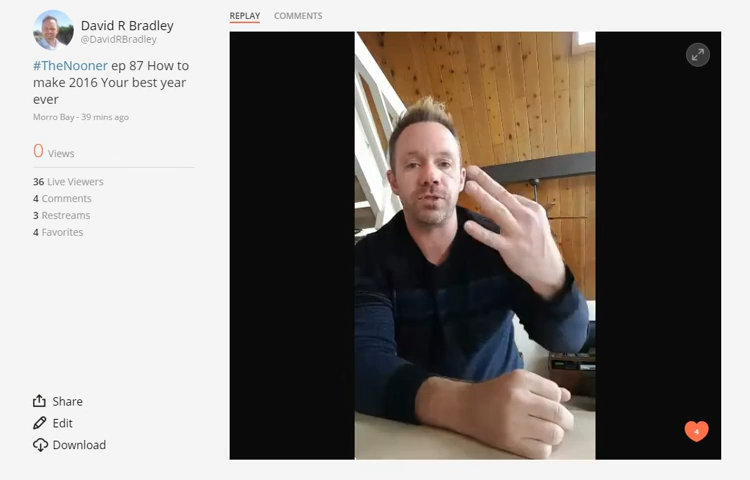 David R Bradley
@DavidRBradley
#TheNooner ep 87 How to
make 2016 Your best year
ever
Morro Bay - 39 mins ago
0 Views
36 Live Viewers
4 Comments
3 Restreams
4 Favorites
Share
Edit
Download
REPLAY COMMENTS
4